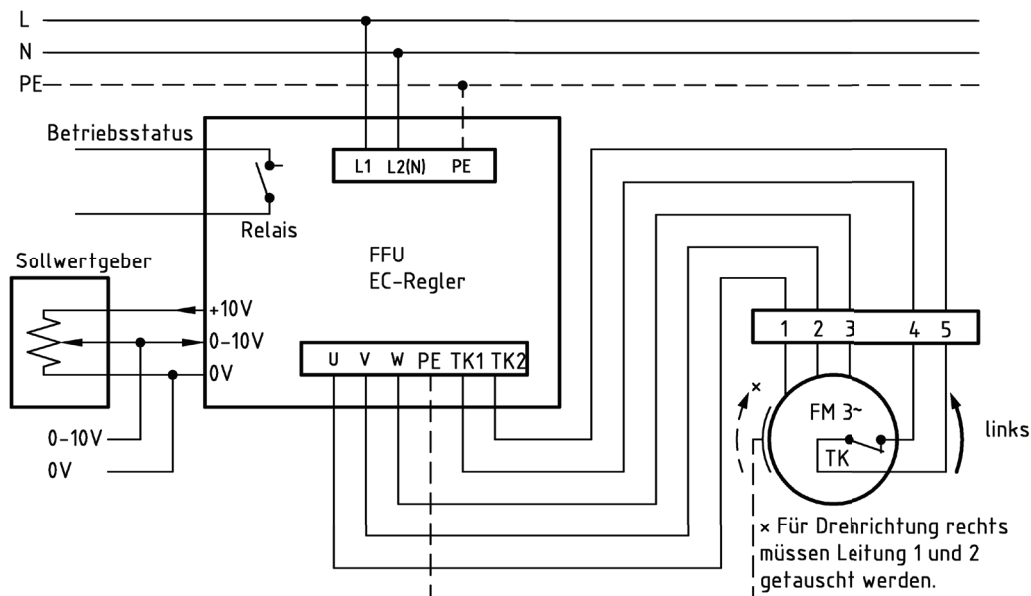 L
N
PE
Betriebsstatus
L1 L2(N) PE
Relais
FFU
EC-Regler
Sollwertgeber
+10V
0-10V
0V
U V W PE TK1 TK2
1 2 3 4 5
×
FM 3~
TK
links
0-10V
0V
× Für Drehrichtung rechts
müssen Leitung 1 und 2
getauscht werden.